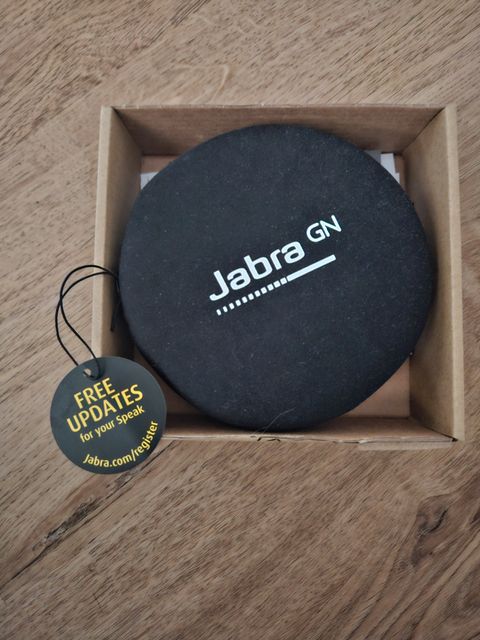 Jabra GN
FREE
UPDATES
for your Speak
Jabra.com/register